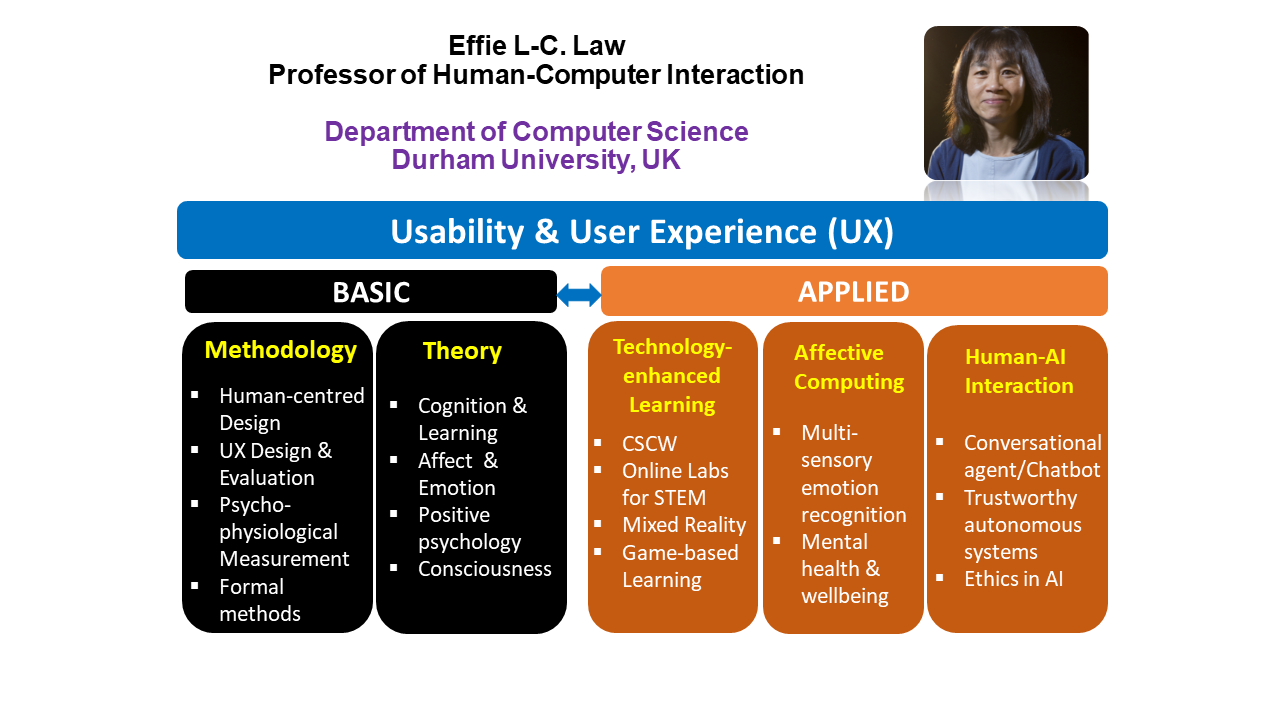 Effie L-C. Law
Professor of Human-Computer Interaction
Department of Computer Science
Durham University, UK
Usability & User Experience (UX)
BASIC
APPLIED
Methodology
▪ Human-centred
Design
▪ UX Design &
Evaluation
▪ Psycho-
physiological
Measurement
▪ Formal
methods
Theory
▪ Cognition &
Learning
▪ Affect & 
Emotion
▪ Positive
psychology
▪ Consciousness
Technology-
enhanced
Learning
▪ CSCW
▪ Online Labs
for STEM
▪ Mixed Reality
▪ Game-based
Learning
Affective
Computing
▪ Multi-
sensory
emotion
recognition
▪ Mental
health &
wellbeing
Human-AI
Interaction
▪ Conversational
agent/Chatbot
▪ Trustworthy
autonomous
systems
▪ Ethics in AI